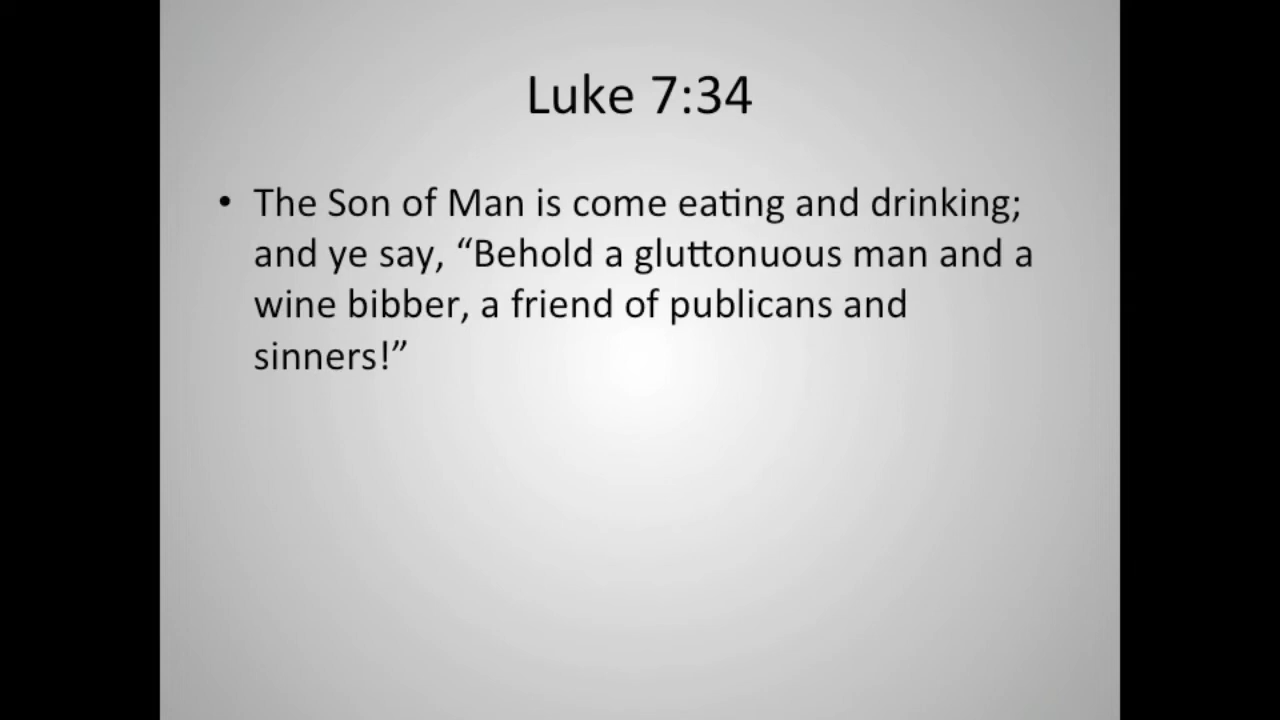 Luke 7:34
• The Son of Man is come eating and drinking;
and ye say, “Behold a gluttonuous man and a
wine bibber, a friend of publicans and
sinners!”